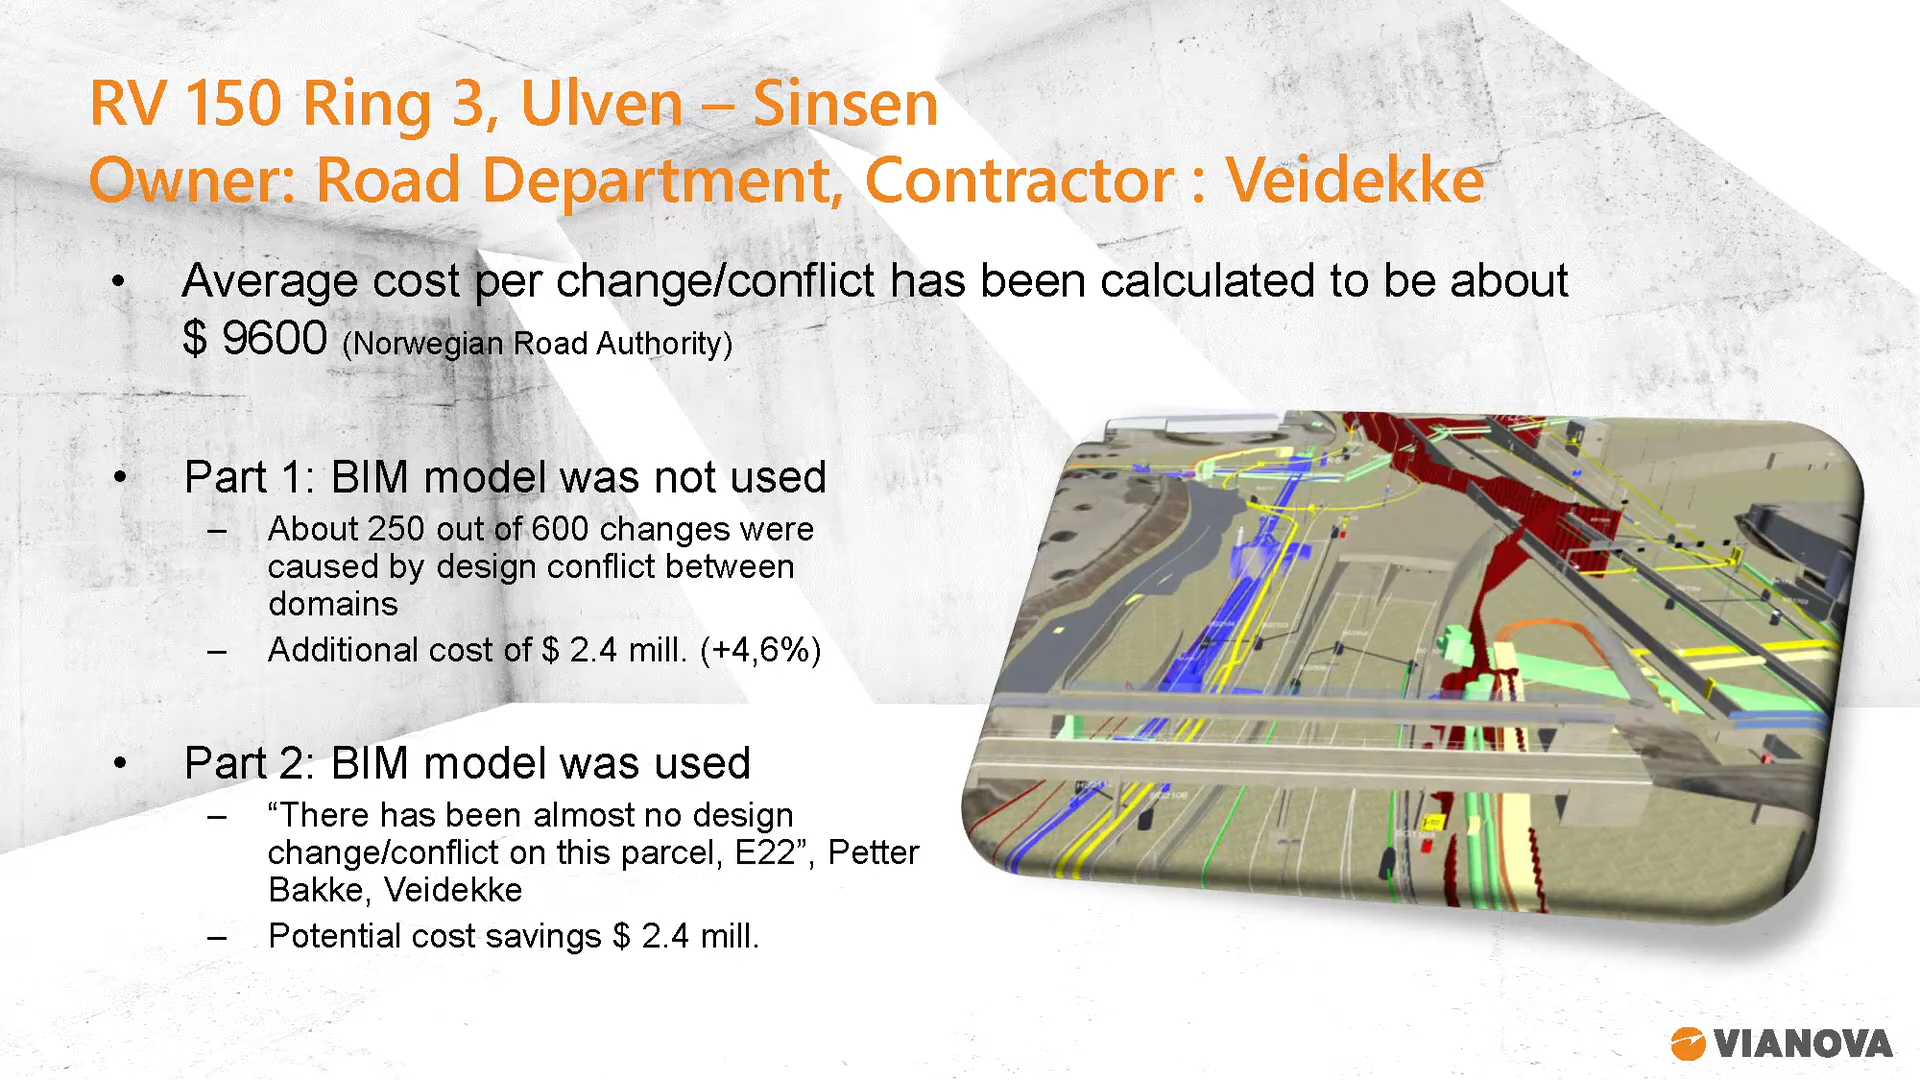 RV 150 Ring 3, Ulven – Sinsen
Owner: Road Department, Contractor : Veidekke
• Average cost per change/conflict has been calculated to be about
$ 9600 (Norwegian Road Authority)
• Part 1: BIM model was not used
– About 250 out of 600 changes were
caused by design conflict between
domains
– Additional cost of $ 2.4 mill. (+4,6%)
• Part 2: BIM model was used
– “There has been almost no design
change/conflict on this parcel, E22”, Petter
Bakke, Veidekke
– Potential cost savings $ 2.4 mill.
VIANOVA